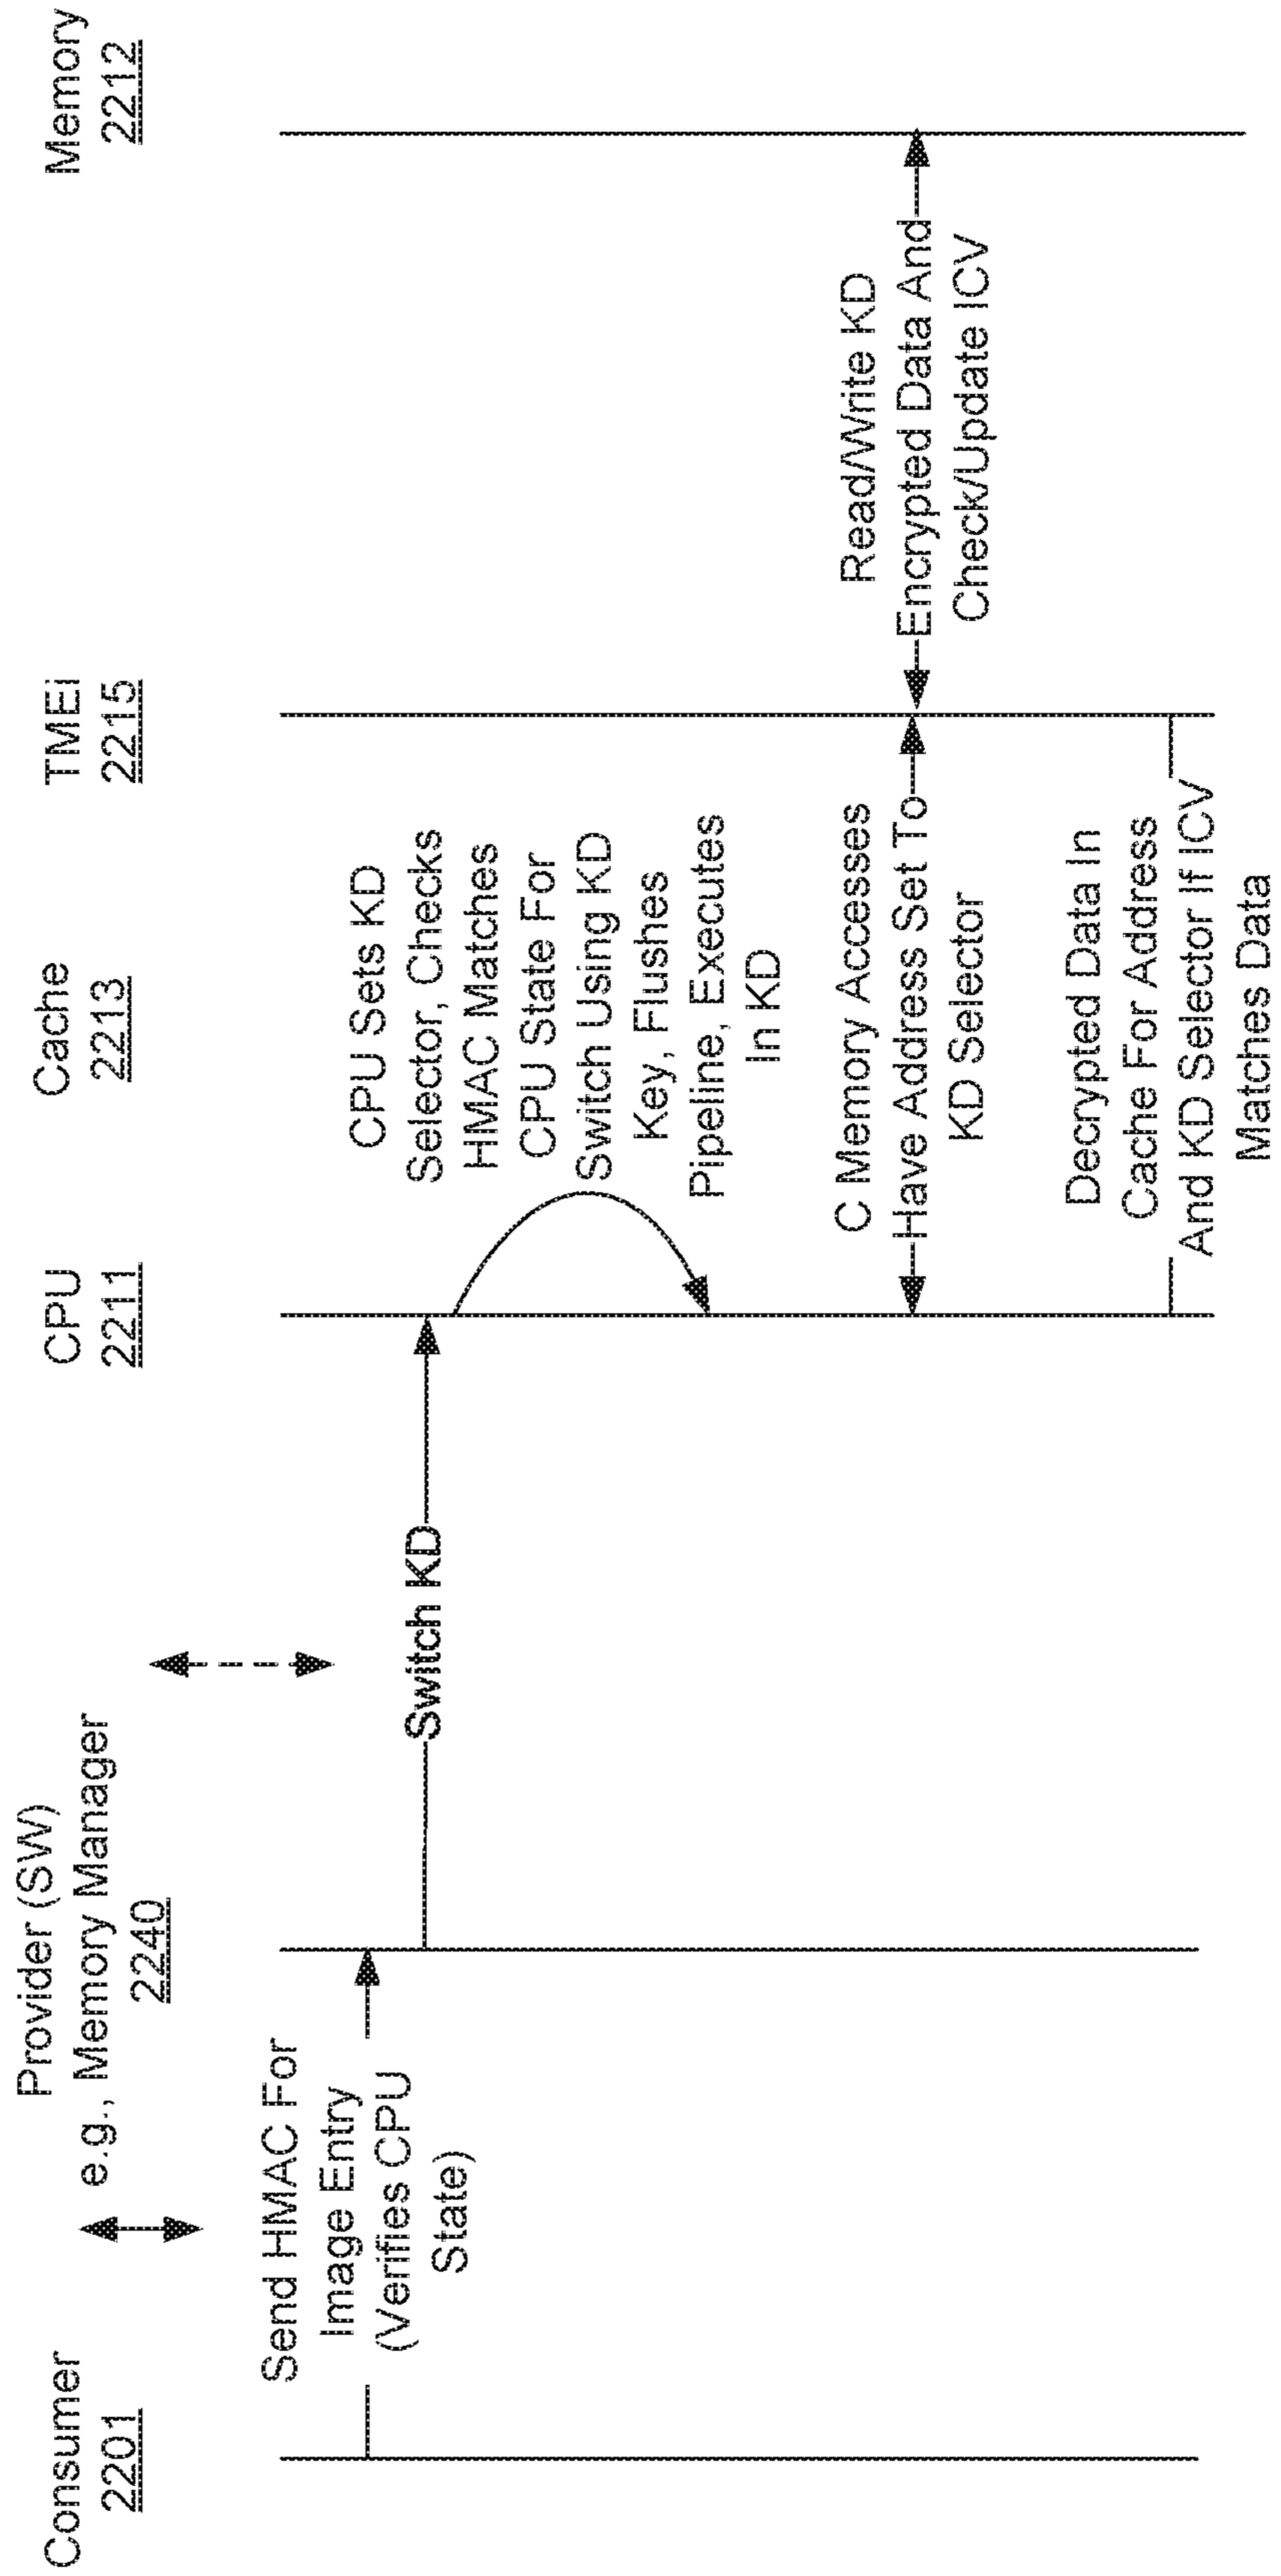 Consumer
2201
Provider (SW)
e.g., Memory Manager
2240
CPU
2211
Cache
2213
TMEi
2215
Memory
2212
Send HMAC For
Image Entry
(Verifies CPU
State)
Switch KD
CPU Sets KD
Selector, Checks
HMAC Matches
CPU State For
Switch Using KD
Key, Flushes
Pipeline, Executes
In KD
C Memory Accesses
Have Address Set To
KD Selector
Read/Write KD
Encrypted Data And
Check/Update ICV
Decrypted Data In
Cache For Address
And KD Selector If ICV
Matches Data